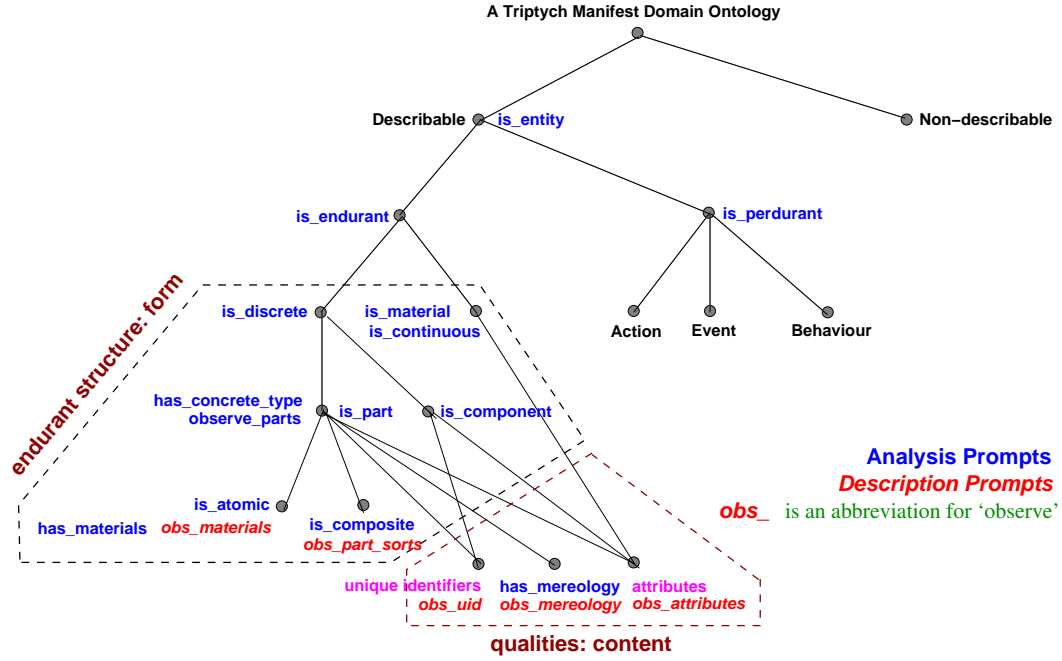 A Triptych Manifest Domain Ontology
Describable
is_entity
Non−describable
is_endurant
is_perdurant
endurant structure: form
is_discrete
is_material
is_continuous
Action
Event
Behaviour
has_concrete_type
observe_parts
is_part
is_component
Analysis Prompts
Description Prompts
obs_ is an abbreviation for ‘observe’
is_atomic
has_materials
obs_materials
is_composite
obs_part_sorts
unique identifiers
obs_uid
has_mereology
obs_mereology
attributes
obs_attributes
qualities: content